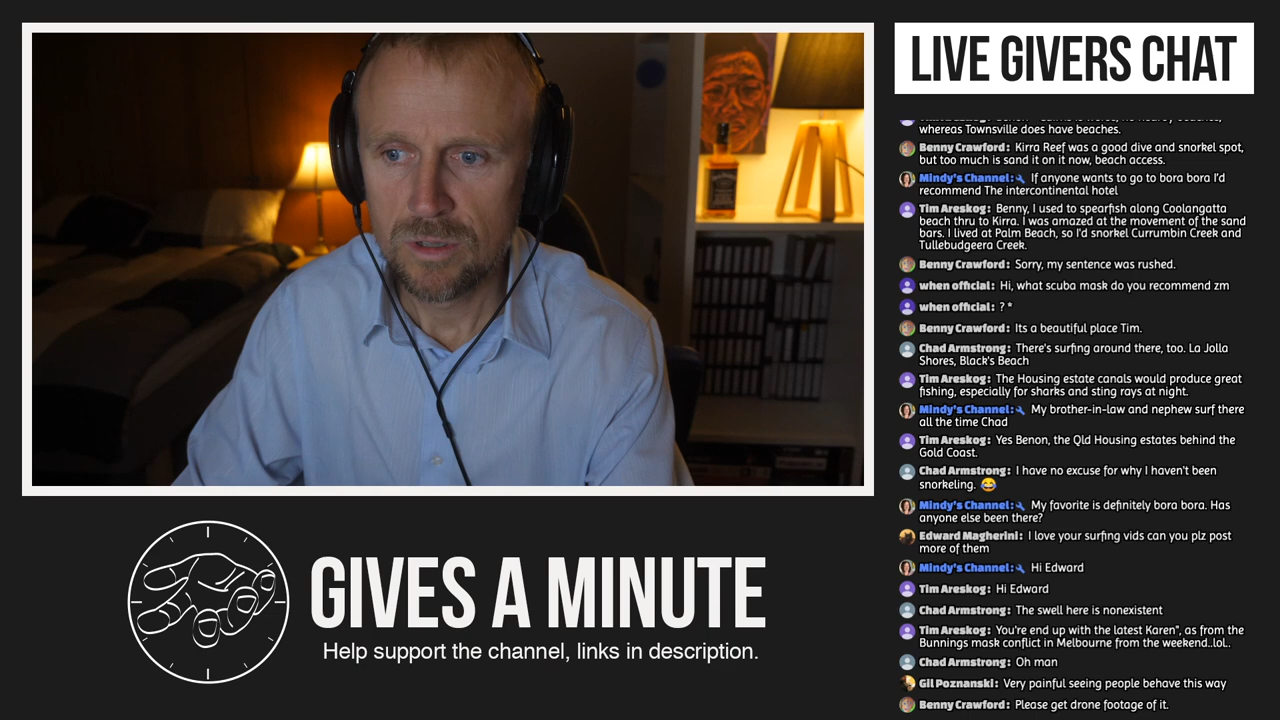 LIVE GIVERS CHAT
whereas Townsville does have beaches.
Benny Crawford: Kirra Reef was a good dive and snorkel spot,
but too much is sand it on it now, beach access.
Mindy's Channel: If anyone wants to go to bora bora I'd
recommend The intercontinental hotel
Tim Areskog: Benny, I used to spearfish along Coolangatta
beach thru to Kirra. I was amazed at the movement of the sand
bars. I lived at Palm Beach, so I'd snorkel Currumbin Creek and
Tullebudgeera Creek.
Benny Crawford: Sorry, my sentence was rushed.
when official: Hi, what scuba mask do you recommend zm
when official: ? *
Benny Crawford: Its a beautiful place Tim.
Chad Armstrong: There's surfing around there, too. La Jolla
Shores, Black's Beach
Tim Areskog: The Housing estate canals would produce great
fishing, especially for sharks and sting rays at night.
Mindy's Channel: My brother-in-law and nephew surf there
all the time Chad
Tim Areskog: Yes Benon, the Qld Housing estates behind the
Gold Coast.
Chad Armstrong: I have no excuse for why I haven't been
snorkeling. 😂
Mindy's Channel: My favorite is definitely bora bora. Has
anyone else been there?
Edward Magherini: I love your surfing vids can you plz post
more of them
Mindy's Channel: Hi Edward
Tim Areskog: Hi Edward
Chad Armstrong: The swell here is nonexistent
Tim Areskog: You're end up with the latest Karen", as from the
Bunnings mask conflict in Melbourne from the weekend..lol..
Chad Armstrong: Oh man
Gil Poznanski: Very painful seeing people behave this way
Benny Crawford: Please get drone footage of it.
GIVES A MINUTE
Help support the channel, links in description.